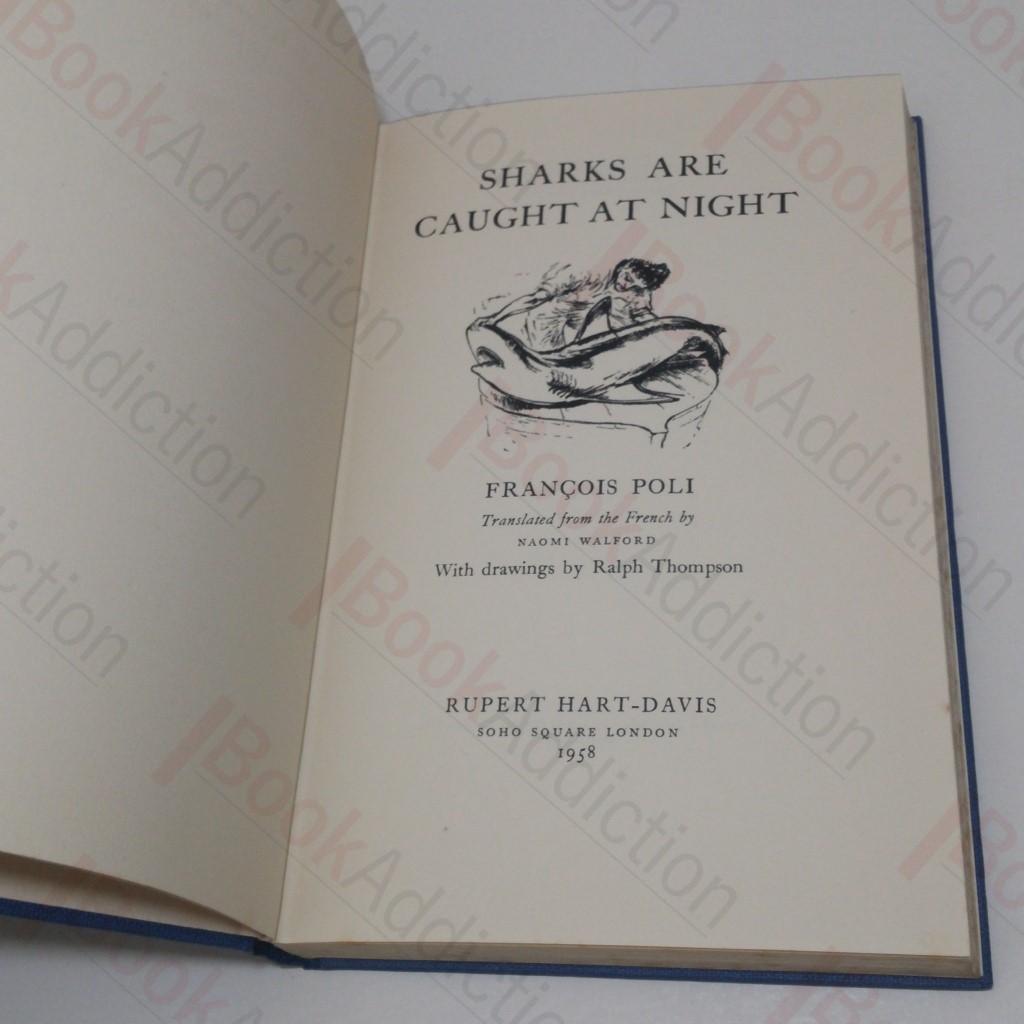 SHARKS ARE
CAUGHT AT NIGHT
FRANÇOIS POLI
Translated from the French by
NAOMI WALFORD
With drawings by Ralph Thompson
RUPERT HART-DAVIS
SOHO SQUARE LONDON
1958
BookAddiction